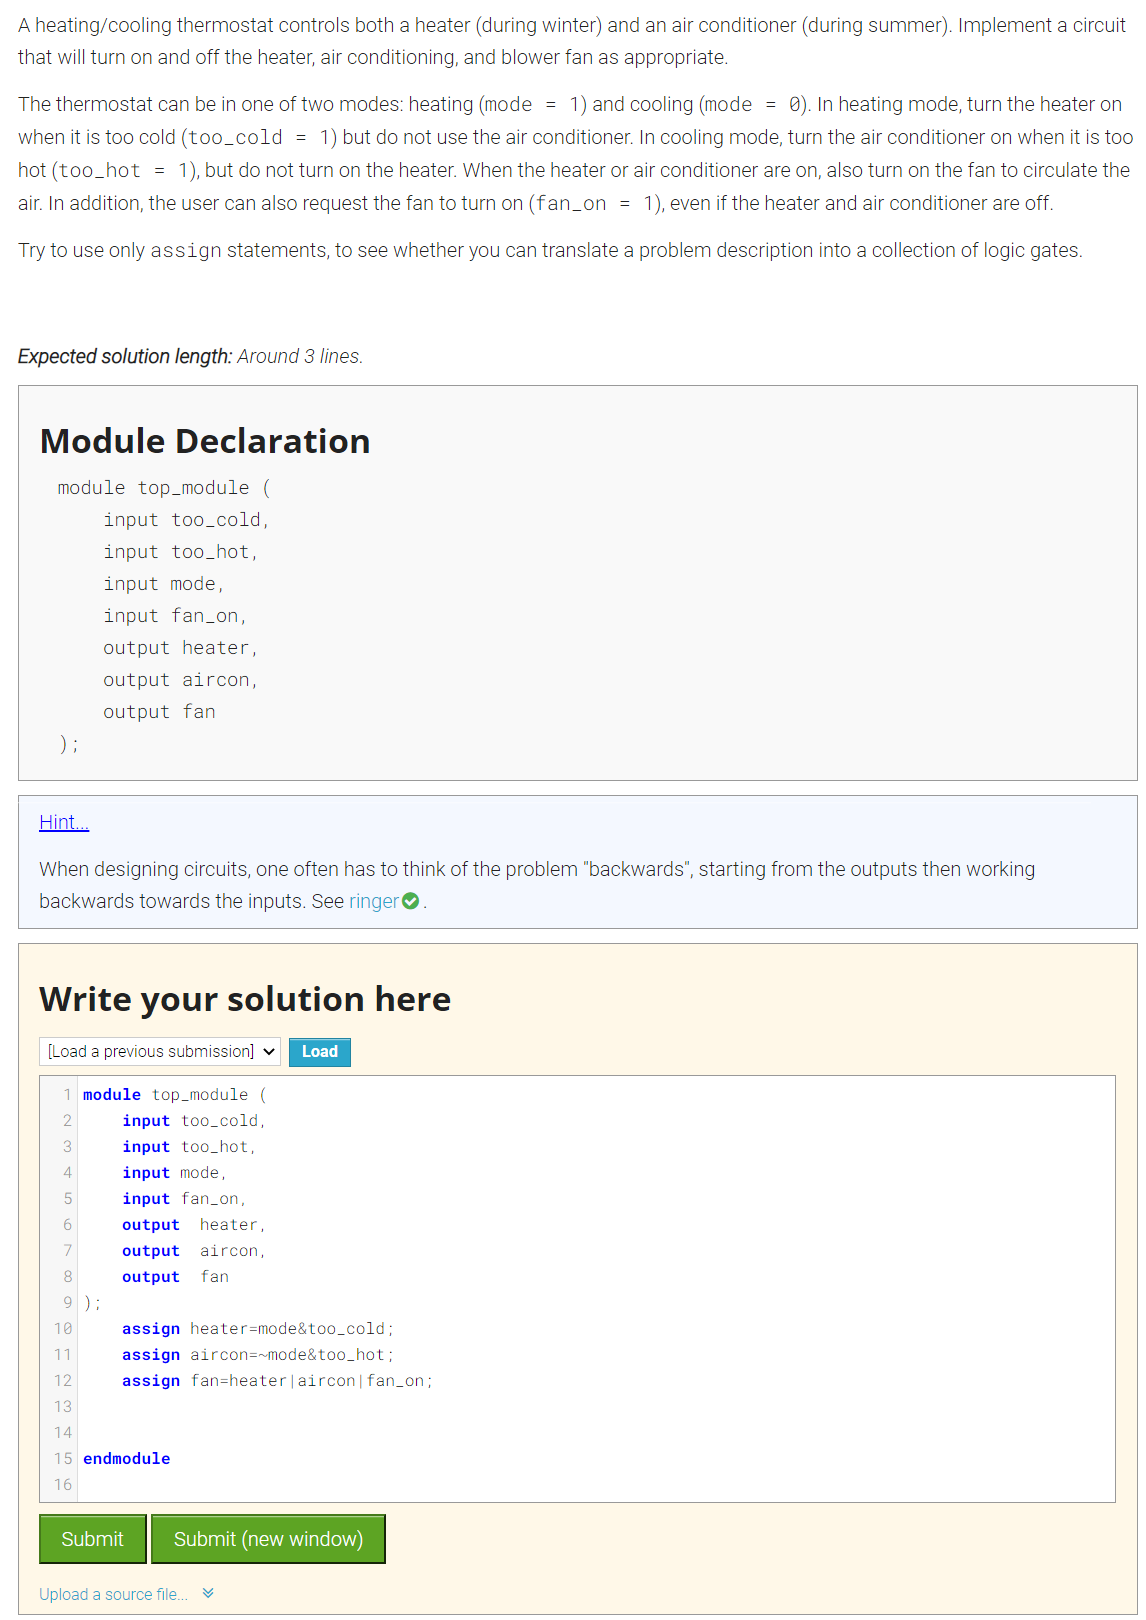 A heating/cooling thermostat controls both a heater (during winter) and an air conditioner (during summer). Implement a circuit
that will turn on and off the heater, air conditioning, and blower fan as appropriate.
The thermostat can be in one of two modes: heating (mode = 1) and cooling (mode = 0). In heating mode, turn the heater on
when it is too cold (too_cold = 1) but do not use the air conditioner. In cooling mode, turn the air conditioner on when it is too
hot (too_hot = 1), but do not turn on the heater. When the heater or air conditioner are on, also turn on the fan to circulate the
air. In addition, the user can also request the fan to turn on (fan_on = 1), even if the heater and air conditioner are off.
Try to use only assign statements, to see whether you can translate a problem description into a collection of logic gates.
Expected solution length: Around 3 lines.
Module Declaration
module top_module (
    input too_cold,
    input too_hot,
    input mode,
    input fan_on,
    output heater,
    output aircon,
    output fan
);
Hint...
When designing circuits, one often has to think of the problem "backwards", starting from the outputs then working
backwards towards the inputs. See ringer.
Write your solution here
[Load a previous submission] Load
1 module top_module (
2     input too_cold,
3     input too_hot,
4     input mode,
5     input fan_on,
6     output  heater,
7     output  aircon,
8     output  fan
9 );
10     assign heater=mode&too_cold;
11     assign aircon=~mode&too_hot;
12     assign fan=heater|aircon|fan_on;
13
14
15 endmodule
16
Submit Submit (new window)
Upload a source file...